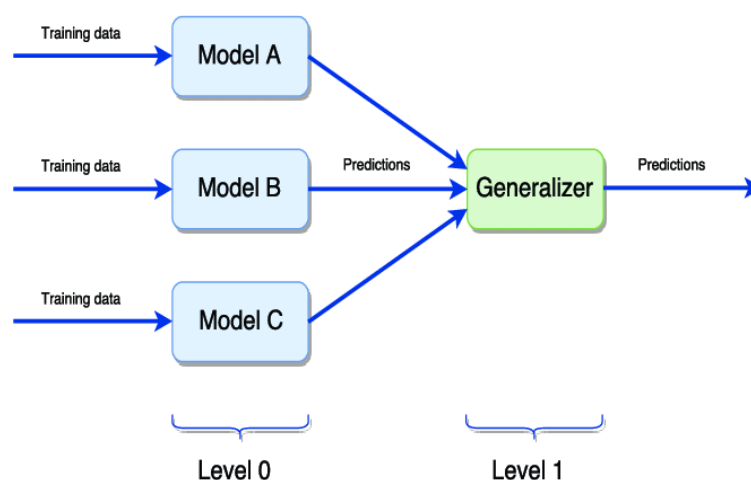 Training data
Model A
Training data
Model B
Predictions
Generalizer
Predictions
Training data
Model C
Level 0
Level 1